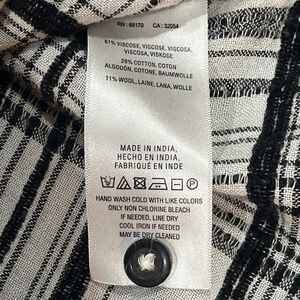 RN : 66170 CA : 32054
61% VISCOSE, VISCOSE, VISCOSA,
VISCOSA, VISKOSE
28% COTTON, COTON
ALGODÓN, COTONE, BAUMWOLLE
11% WOOL, LAINE, LANA, WOLLE
MADE IN INDIA,
HECHO EN INDIA,
FABRIQUÉ EN INDE
HAND WASH COLD WITH LIKE COLORS
ONLY NON CHLORINE BLEACH
IF NEEDED, LINE DRY
COOL IRON IF NEEDED
MAY BE DRY CLEANED